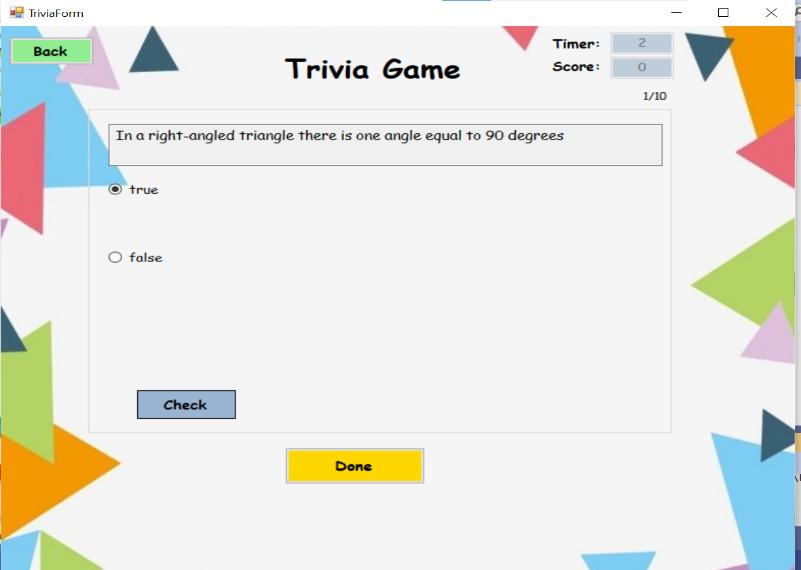 TriviaForm
Back
Trivia Game
Timer: 2
Score: 0
1/10
In a right-angled triangle there is one angle equal to 90 degrees
true
false
Check
Done